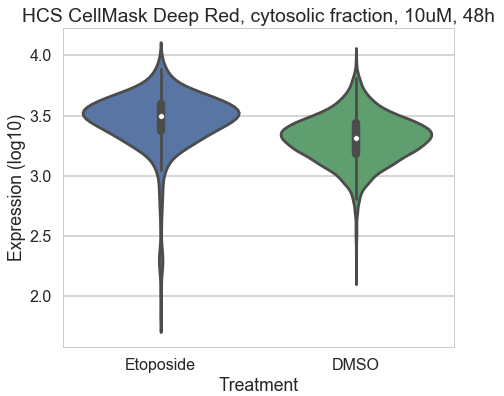 HCS CellMask Deep Red, cytosolic fraction, 10uM, 48h
4.0
3.5
3.0
2.5
2.0
Expression (log10)
Etoposide DMSO
Treatment